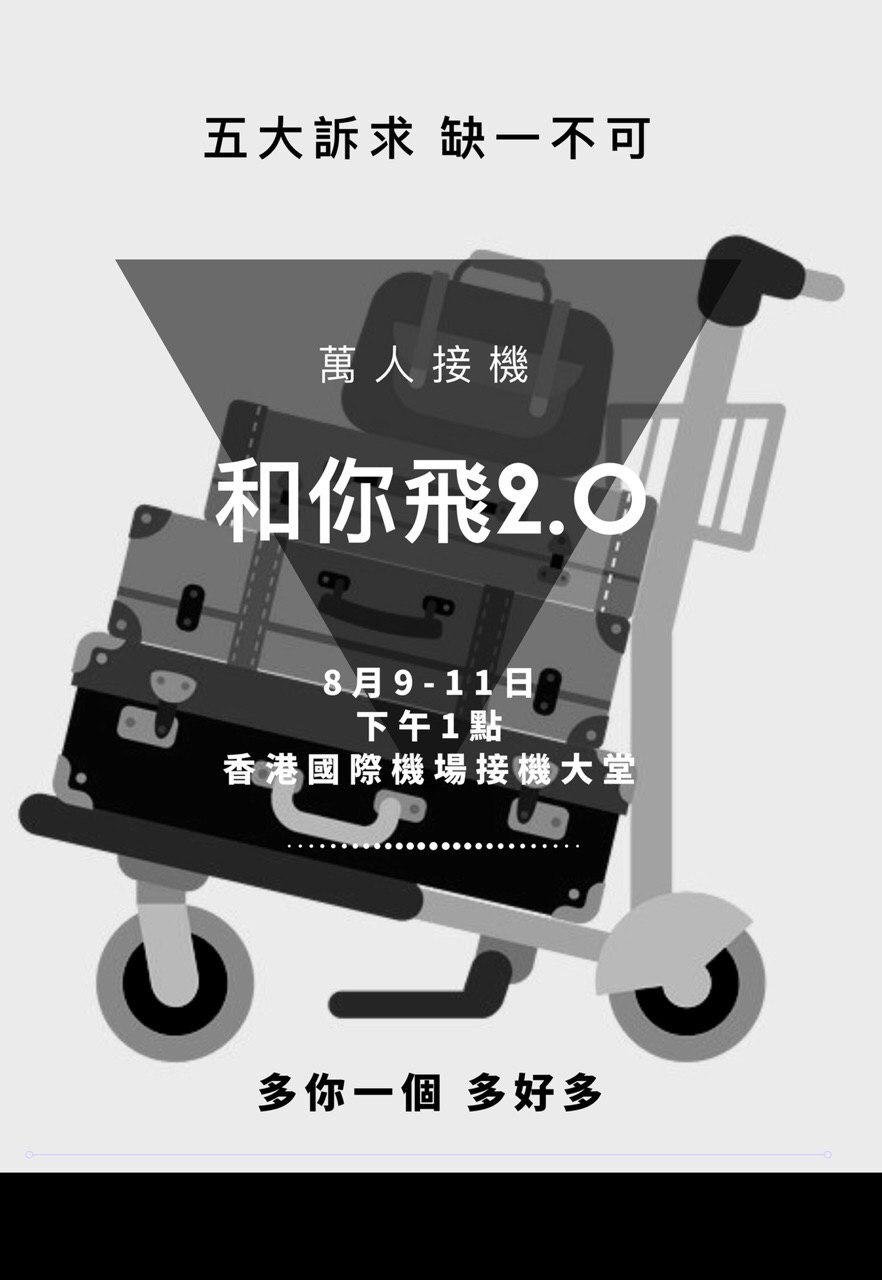 五大訴求 缺一不可
萬人接機
和你飛2.0
8月9-11日
下午1點
香港國際機場接機大堂
多你一個 多好多